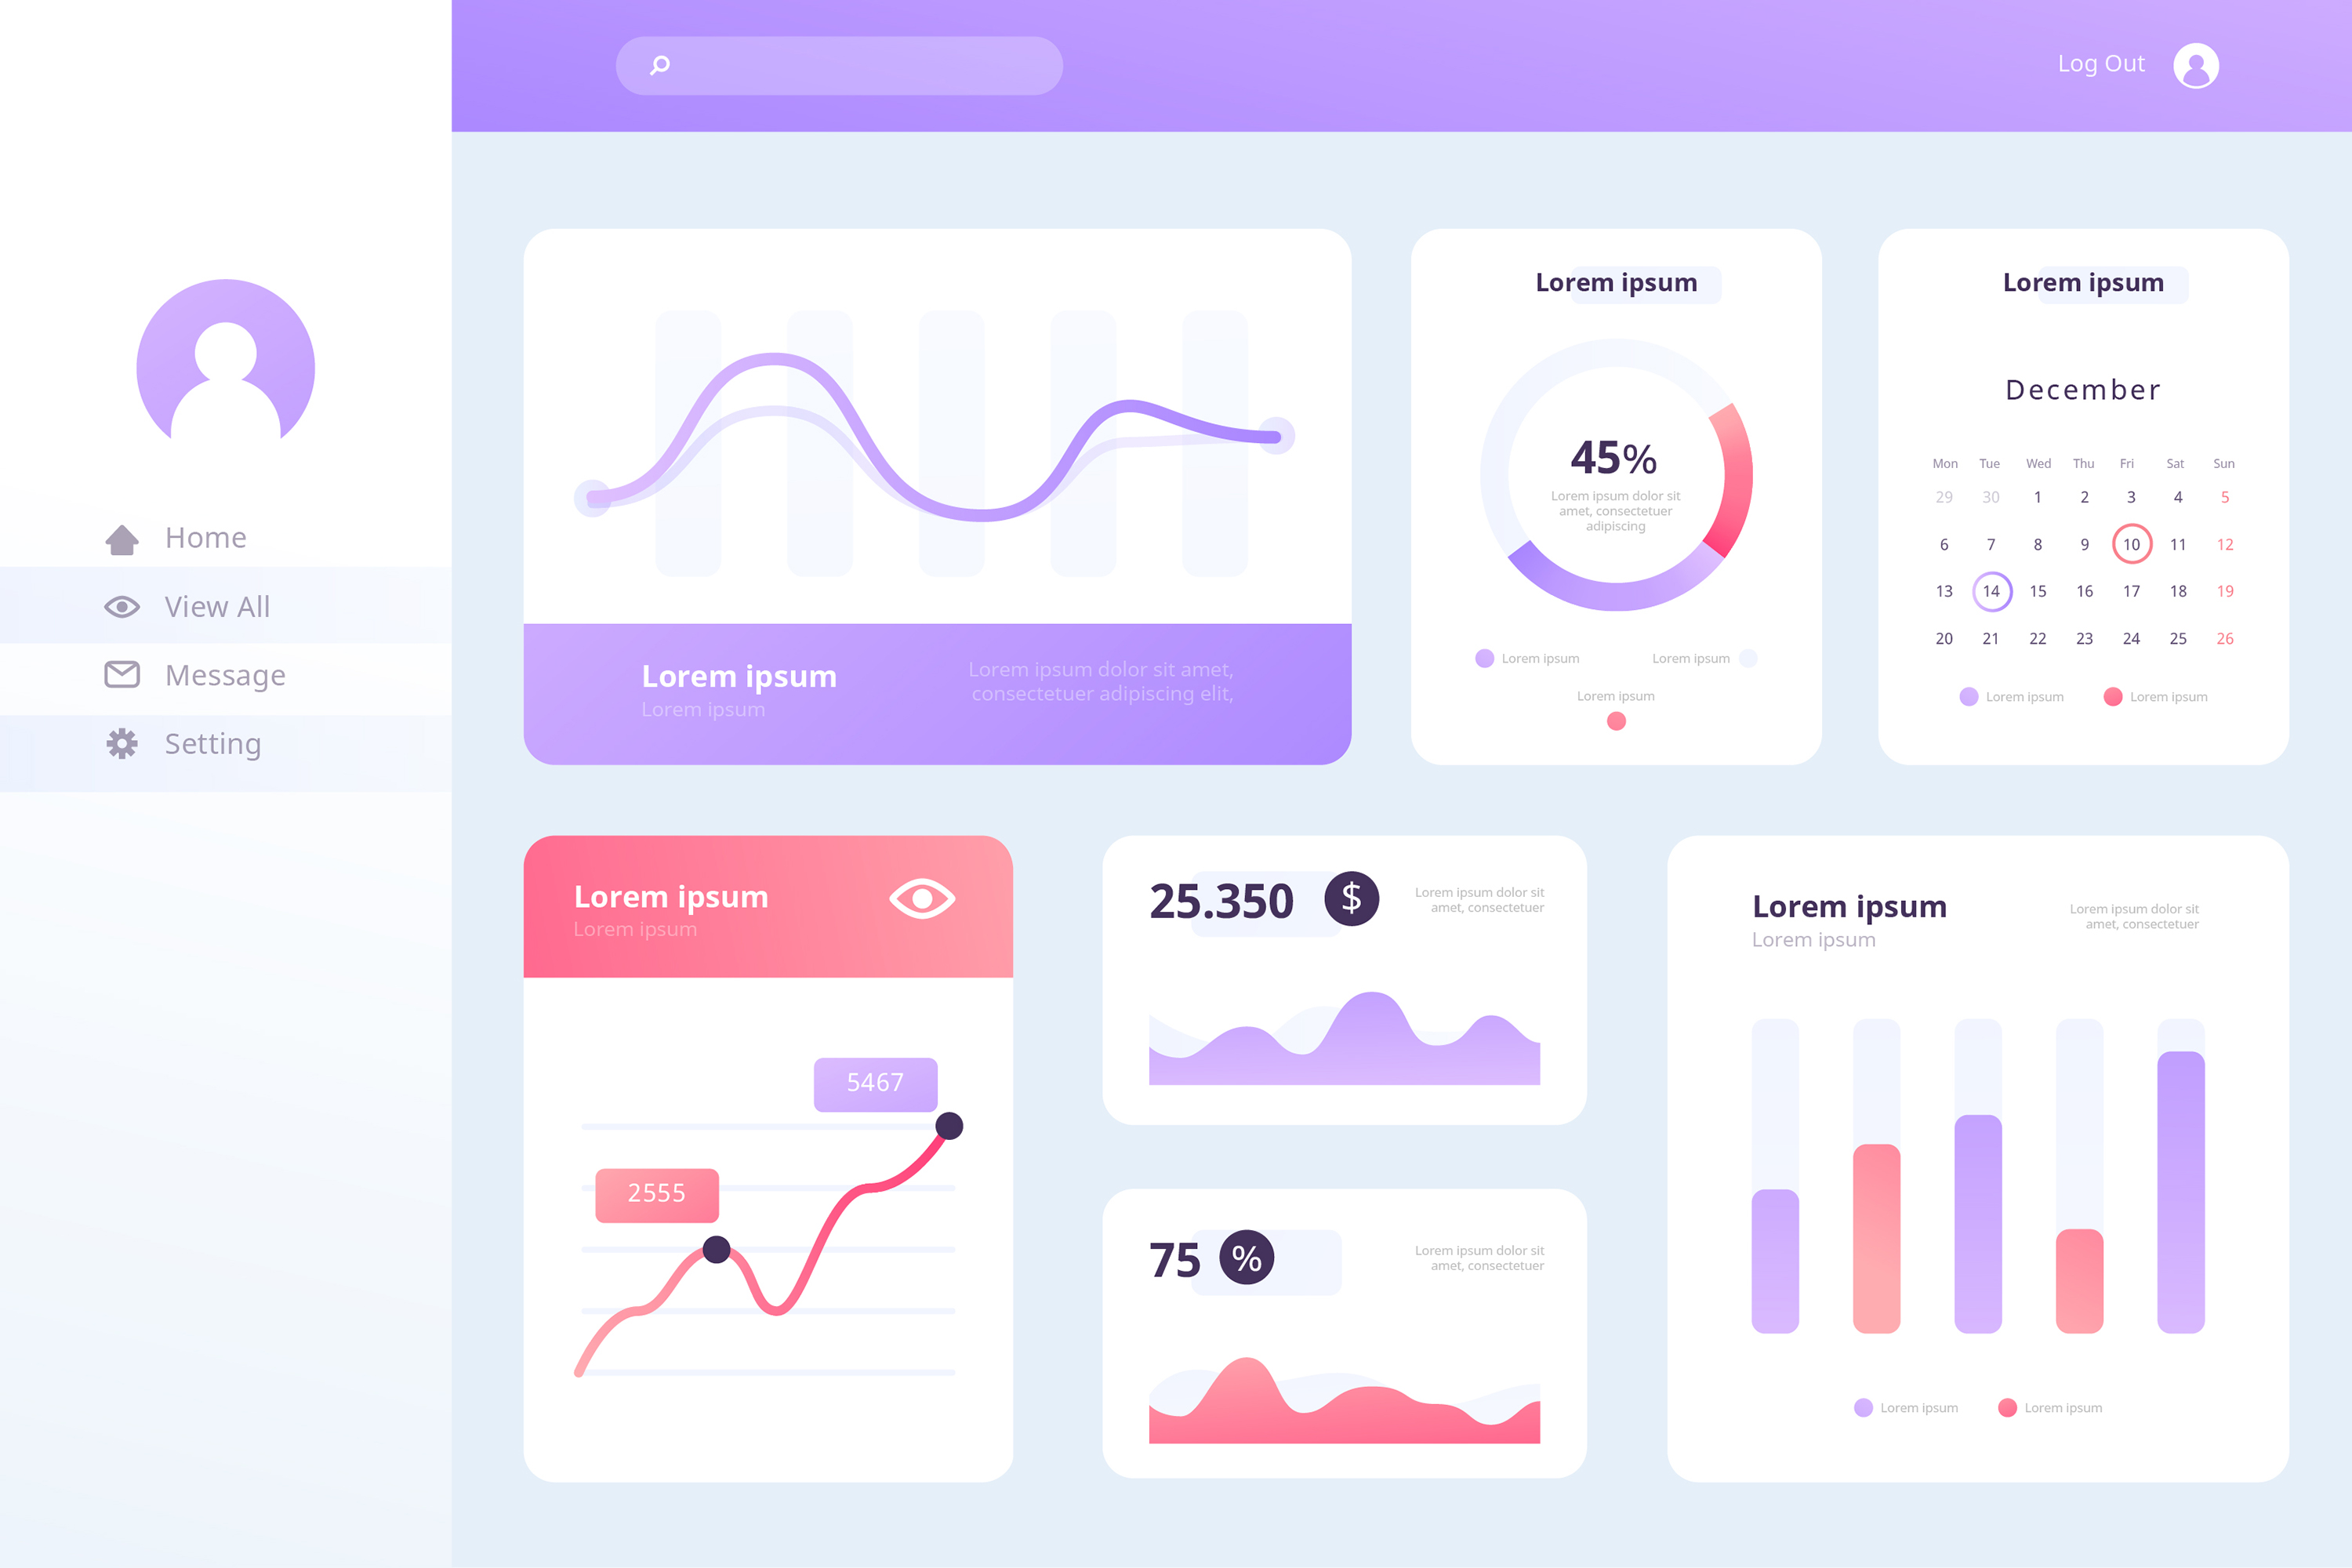 Log Out
Home
View All
Message
Setting
Lorem ipsum
Lorem ipsum
Lorem ipsum dolor sit amet,
consectetuer adipiscing elit,
Lorem ipsum
45%
Lorem ipsum dolor sit
amet, consectetuer
adipiscing
Lorem ipsum
Lorem ipsum
Lorem ipsum
Lorem ipsum
December
Mon Tue Wed Thu Fri Sat Sun
29 30 1 2 3 4 5
6 7 8 9 10 11 12
13 14 15 16 17 18 19
20 21 22 23 24 25 26
Lorem ipsum Lorem ipsum
Lorem ipsum
Lorem ipsum
5467
2555
25.350 $
Lorem ipsum dolor sit
amet, consectetuer
75 %
Lorem ipsum dolor sit
amet, consectetuer
Lorem ipsum
Lorem ipsum
Lorem ipsum dolor sit
amet, consectetuer
Lorem ipsum Lorem ipsum